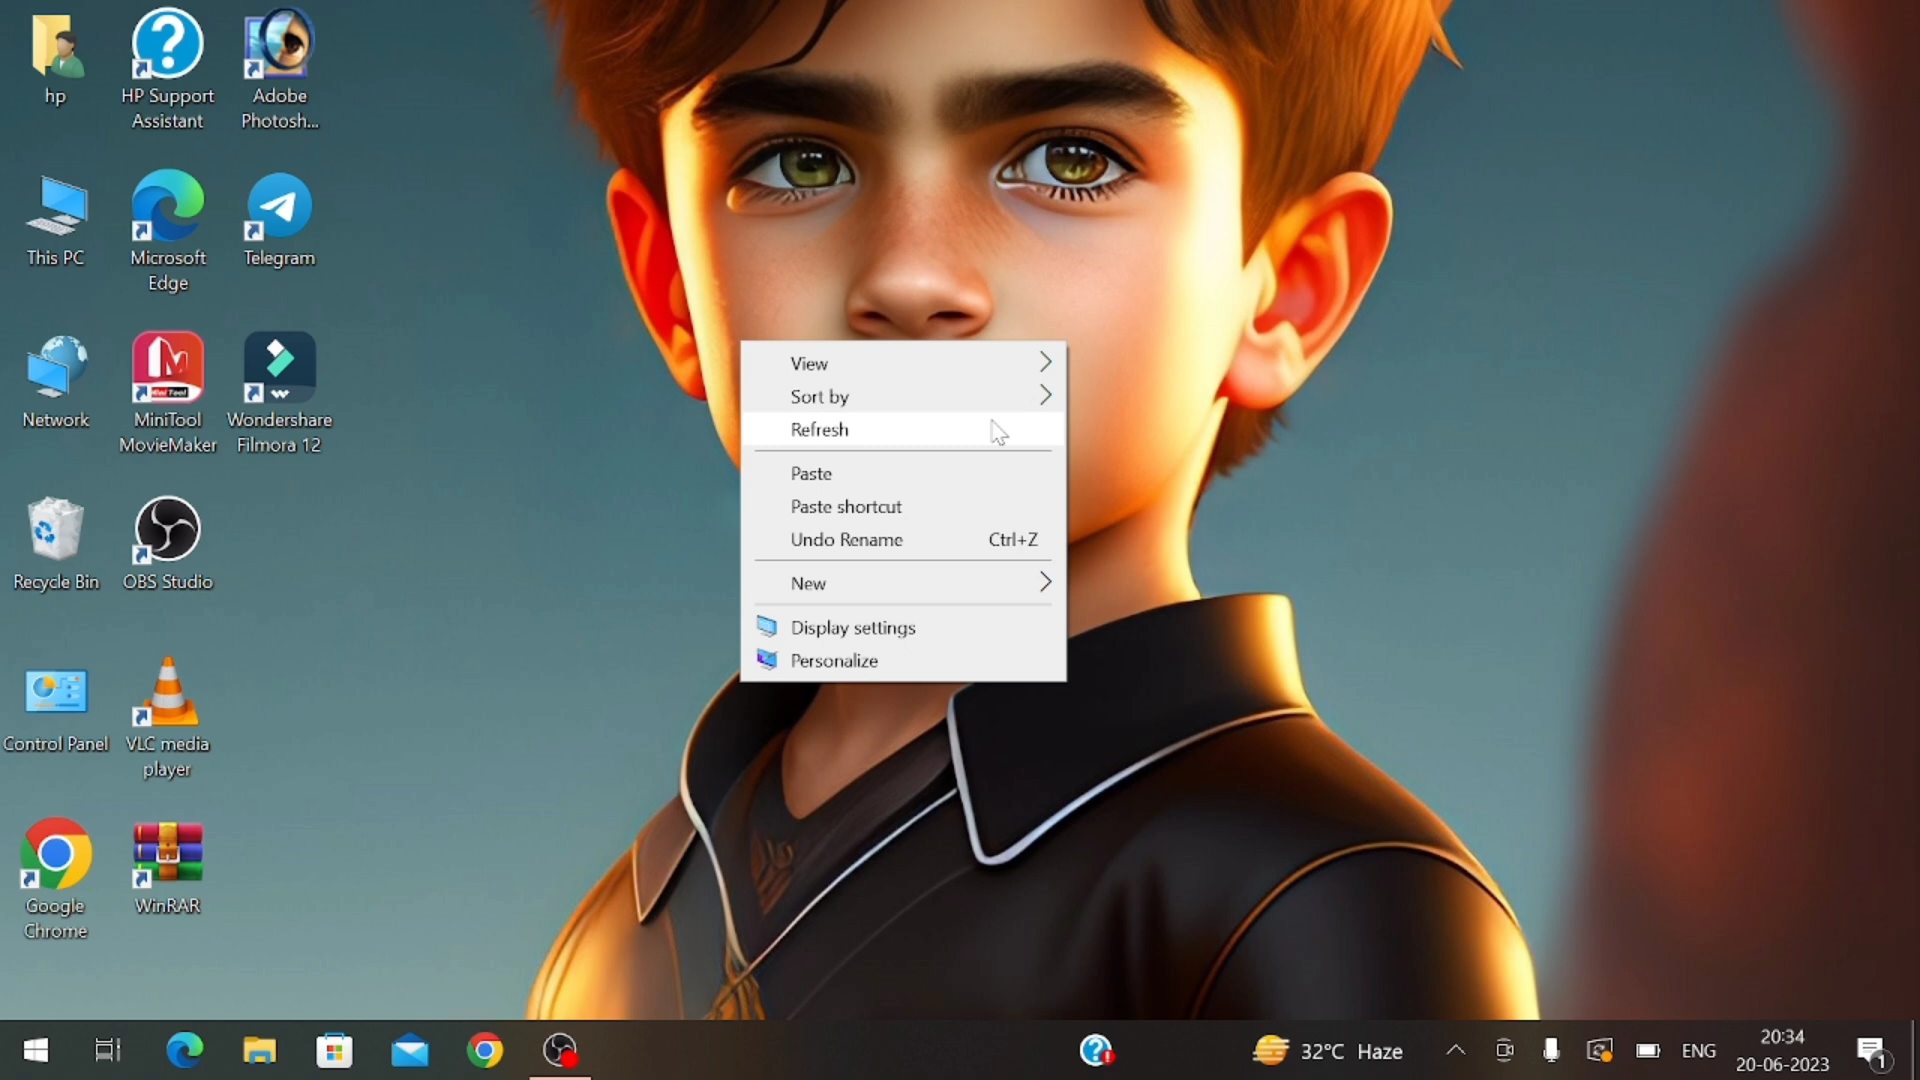 hp
HP Support
Assistant
Adobe
Photosh...
This PC
Microsoft
Edge
Telegram
Network
MiniTool
MovieMaker
Wondershare
Filmora 12
Recycle Bin
OBS Studio
Control Panel
VLC media
player
Google
Chrome
WinRAR
View
Sort by
Refresh
Paste
Paste shortcut
Undo Rename Ctrl+Z
New
Display settings
Personalize
32°C Haze
ENG
20:34
20-06-2023
1